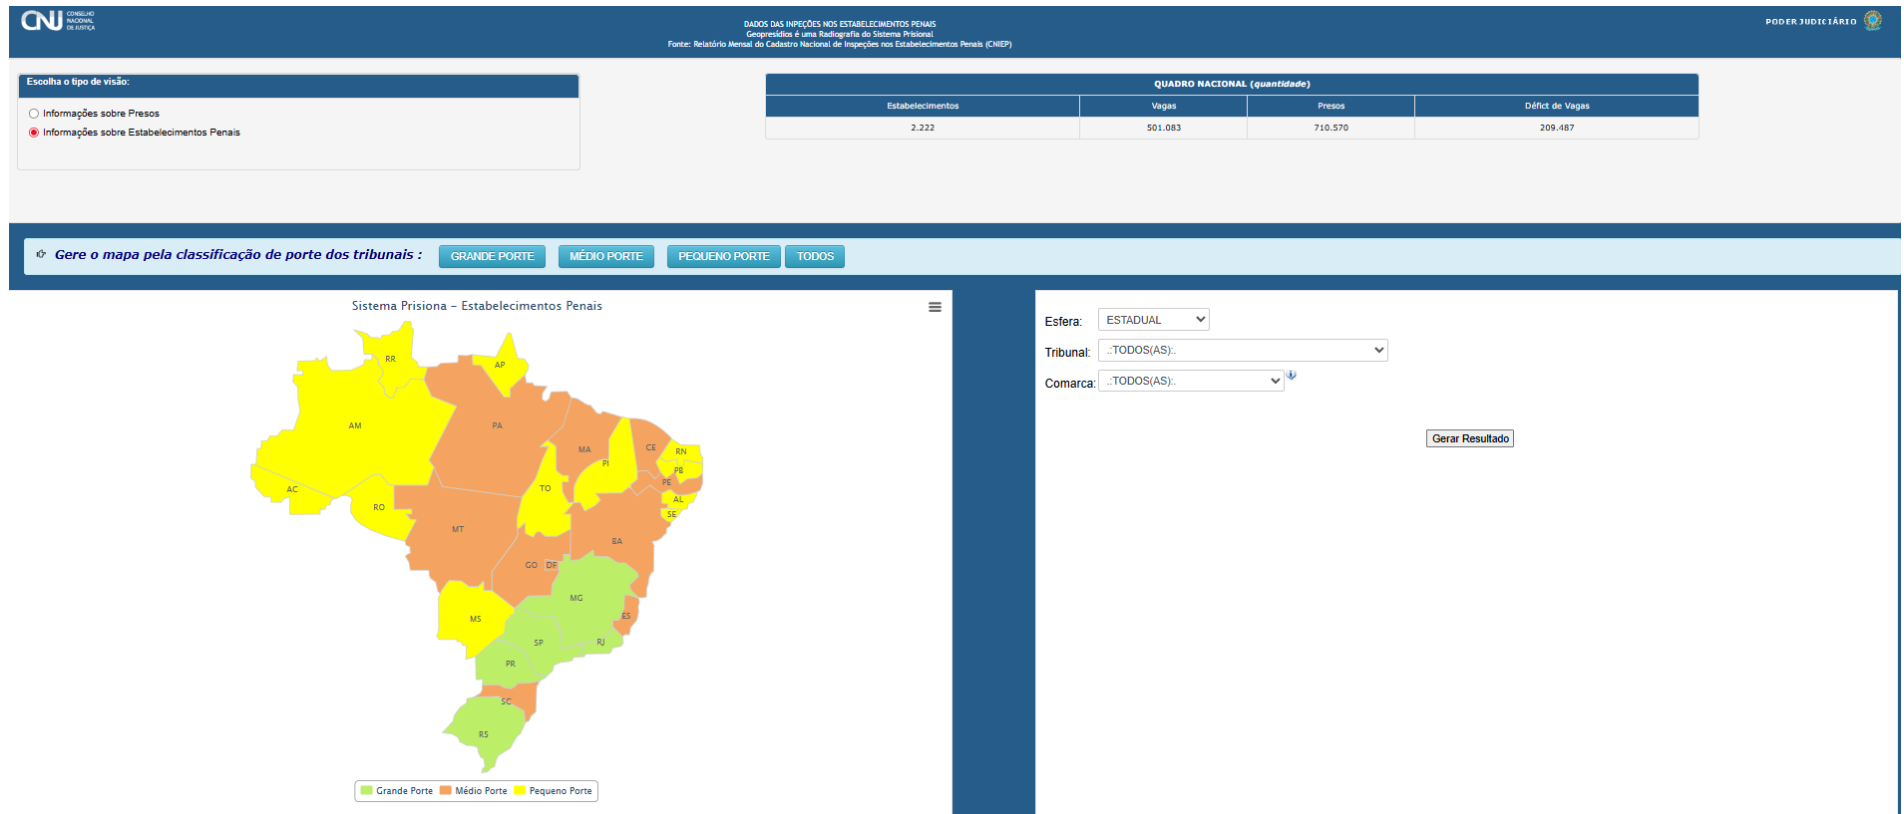 CNJ CONSELHO NACIONAL DE JUSTIÇA
DADOS DAS INPEÇÕES NOS ESTABELECIMENTOS PENAIS
Geopresídios é uma Radiografia do Sistema Prisional
Fonte: Relatório Mensal do Cadastro Nacional de Inspeções nos Estabelecimentos Penais (CNIEP)
PODER JUDICIÁRIO
Escolha o tipo de visão:
Informações sobre Presos
Informações sobre Estabelecimentos Penais
QUADRO NACIONAL (quantidade)
Estabelecimentos Vagas Presos Défict de Vagas
2.222 501.083 710.570 209.487
Gere o mapa pela classificação de porte dos tribunais :
GRANDE PORTE MÉDIO PORTE PEQUENO PORTE TODOS
Sistema Prisiona - Estabelecimentos Penais
RR
AP
AM
PA
MA
CE
RN
PI
PB
PE
AC
TO
AL
RO
SE
MT
BA
GO DF
MG
MS
ES
SP
RJ
PR
SC
RS
Grande Porte Médio Porte Pequeno Porte
Esfera: ESTADUAL
Tribunal: .:TODOS(AS):.
Comarca: .:TODOS(AS):.
Gerar Resultado